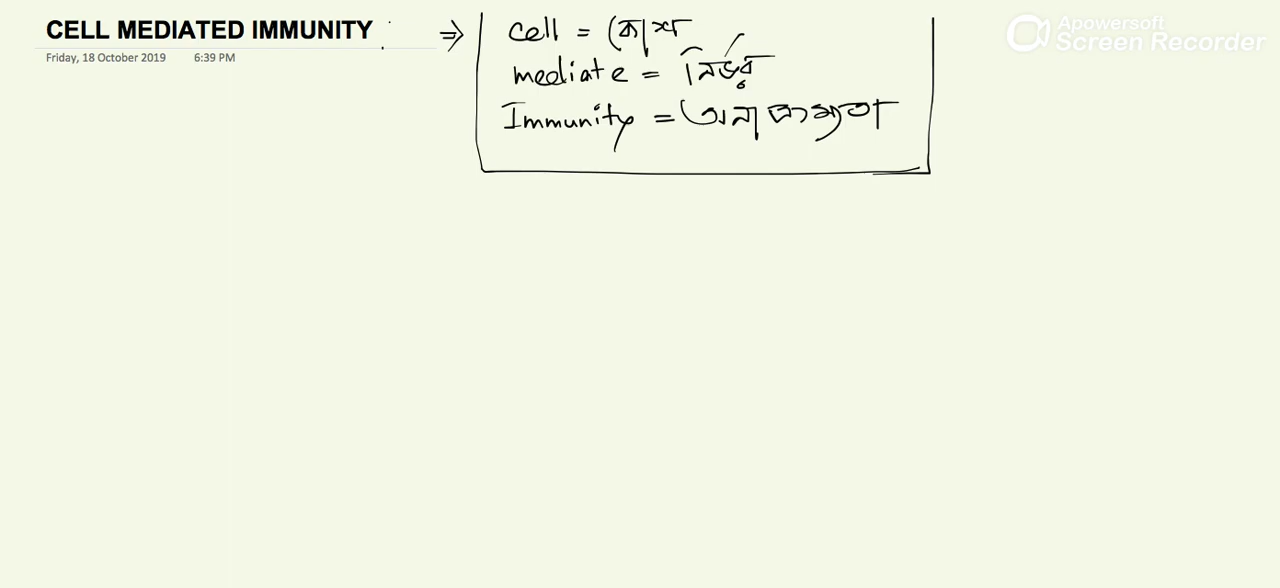 CELL MEDIATED IMMUNITY
Friday, 18 October 2019 6:39 PM
⇒ cell = কোষ
mediate = নির্ভর
Immunity = অনাক্রম্যতা
Apowersoft
Screen Recorder